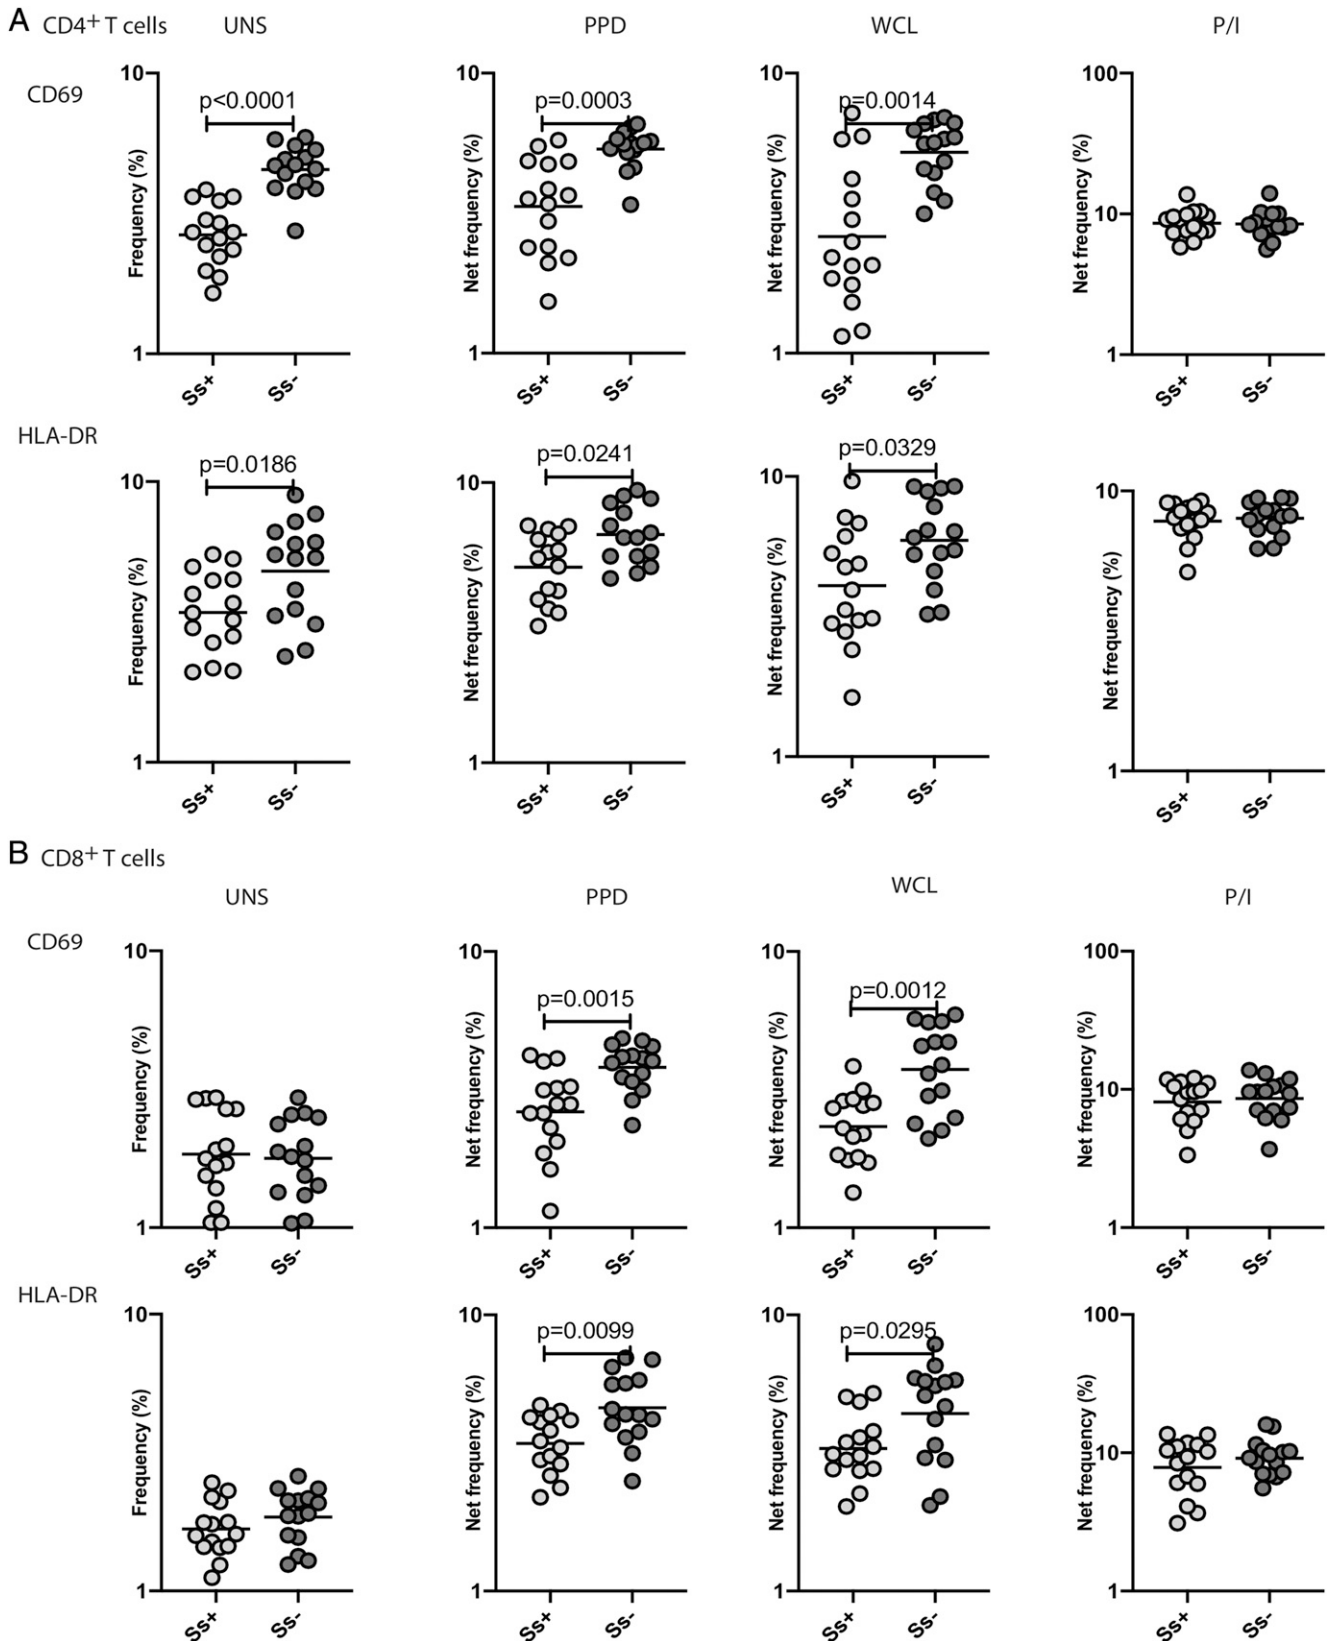 A CD4+ T cells UNS PPD WCL P/I
CD69
10 10 10 100
p<0.0001 p=0.0003 p=0.0014
Frequency (%) Net frequency (%) Net frequency (%) Net frequency (%)
10
1 1 1 1
Ss+ Ss- Ss+ Ss- Ss+ Ss- Ss+ Ss-
HLA-DR
p=0.0186 p=0.0241 p=0.0329
10 10 10 10
Frequency (%) Net frequency (%) Net frequency (%) Net frequency (%)
1 1 1 1
Ss+ Ss- Ss+ Ss- Ss+ Ss- Ss+ Ss-
B CD8+ T cells
UNS PPD WCL P/I
CD69
10 10 10 100
p=0.0015 p=0.0012
Frequency (%) Net frequency (%) Net frequency (%) Net frequency (%)
10
1 1 1 1
Ss+ Ss- Ss+ Ss- Ss+ Ss- Ss+ Ss-
HLA-DR
10 10 10 100
p=0.0099 p=0.0295
Frequency (%) Net frequency (%) Net frequency (%) Net frequency (%)
10
1 1 1 1
Ss+ Ss- Ss+ Ss- Ss+ Ss- Ss+ Ss-